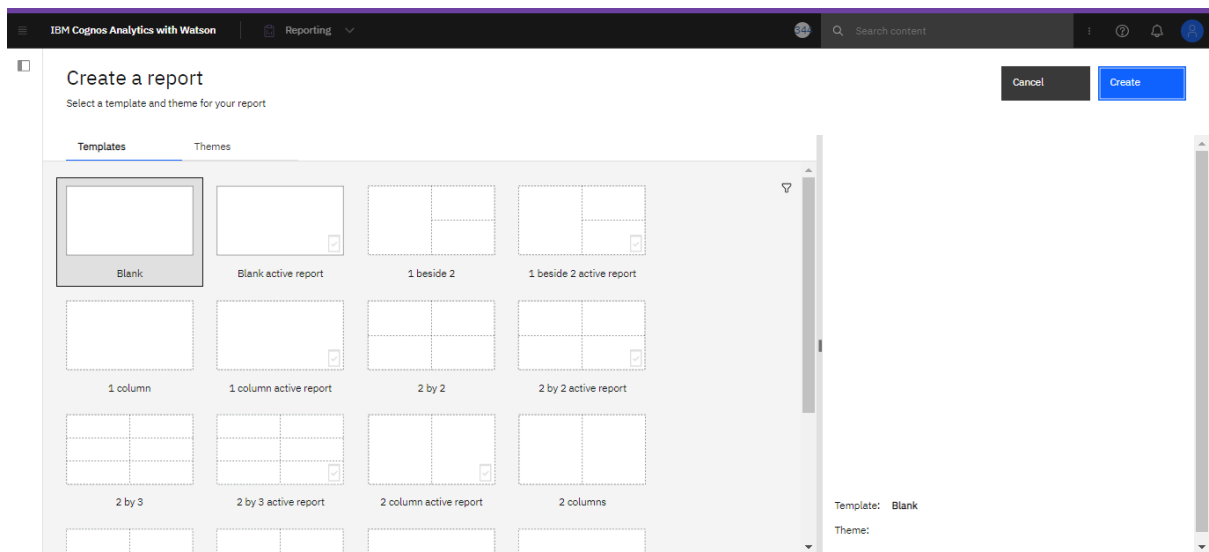 IBM Cognos Analytics with Watson
Reporting
Search content
Create a report
Select a template and theme for your report
Cancel
Create
Templates
Themes
Blank
Blank active report
1 beside 2
1 beside 2 active report
1 column
1 column active report
2 by 2
2 by 2 active report
2 by 3
2 by 3 active report
2 column active report
2 columns
Template: Blank
Theme: